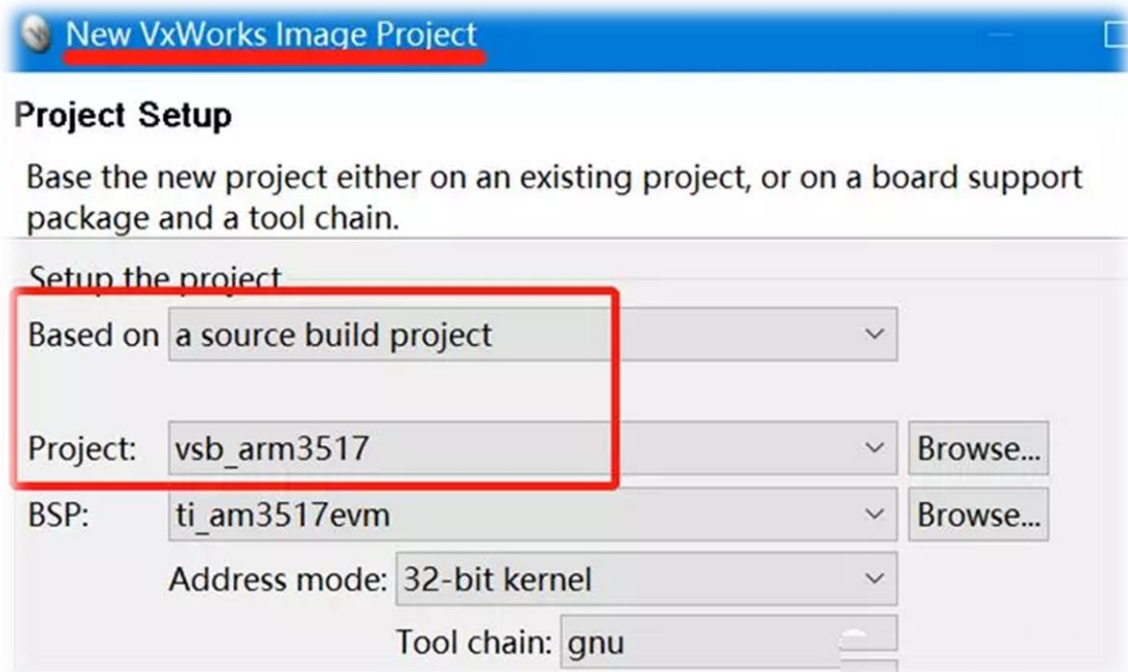 New VxWorks Image Project
Project Setup
Base the new project either on an existing project, or on a board support
package and a tool chain.
Setup the project
Based on a source build project
Project: vsb_arm3517 Browse...
BSP: ti_am3517evm Browse...
Address mode: 32-bit kernel
Tool chain: gnu